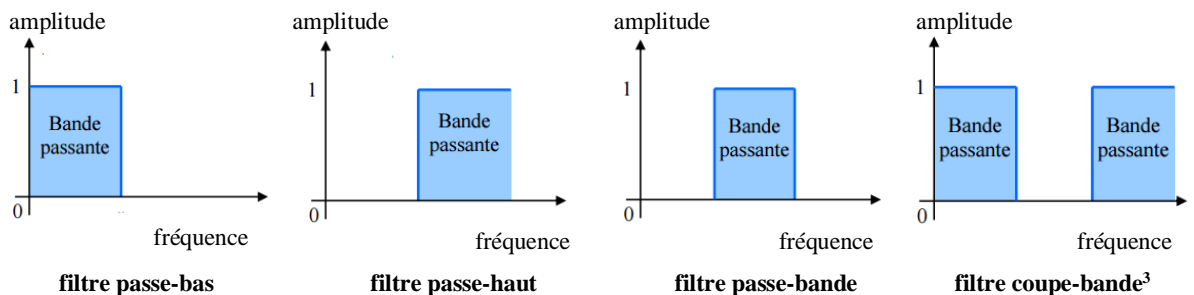 amplitude
1
Bande
passante
0
fréquence
filtre passe-bas
amplitude
1
Bande
passante
0
fréquence
filtre passe-haut
amplitude
1
Bande
passante
0
fréquence
filtre passe-bande
amplitude
1
Bande
passante
Bande
passante
0
fréquence
filtre coupe-bande³